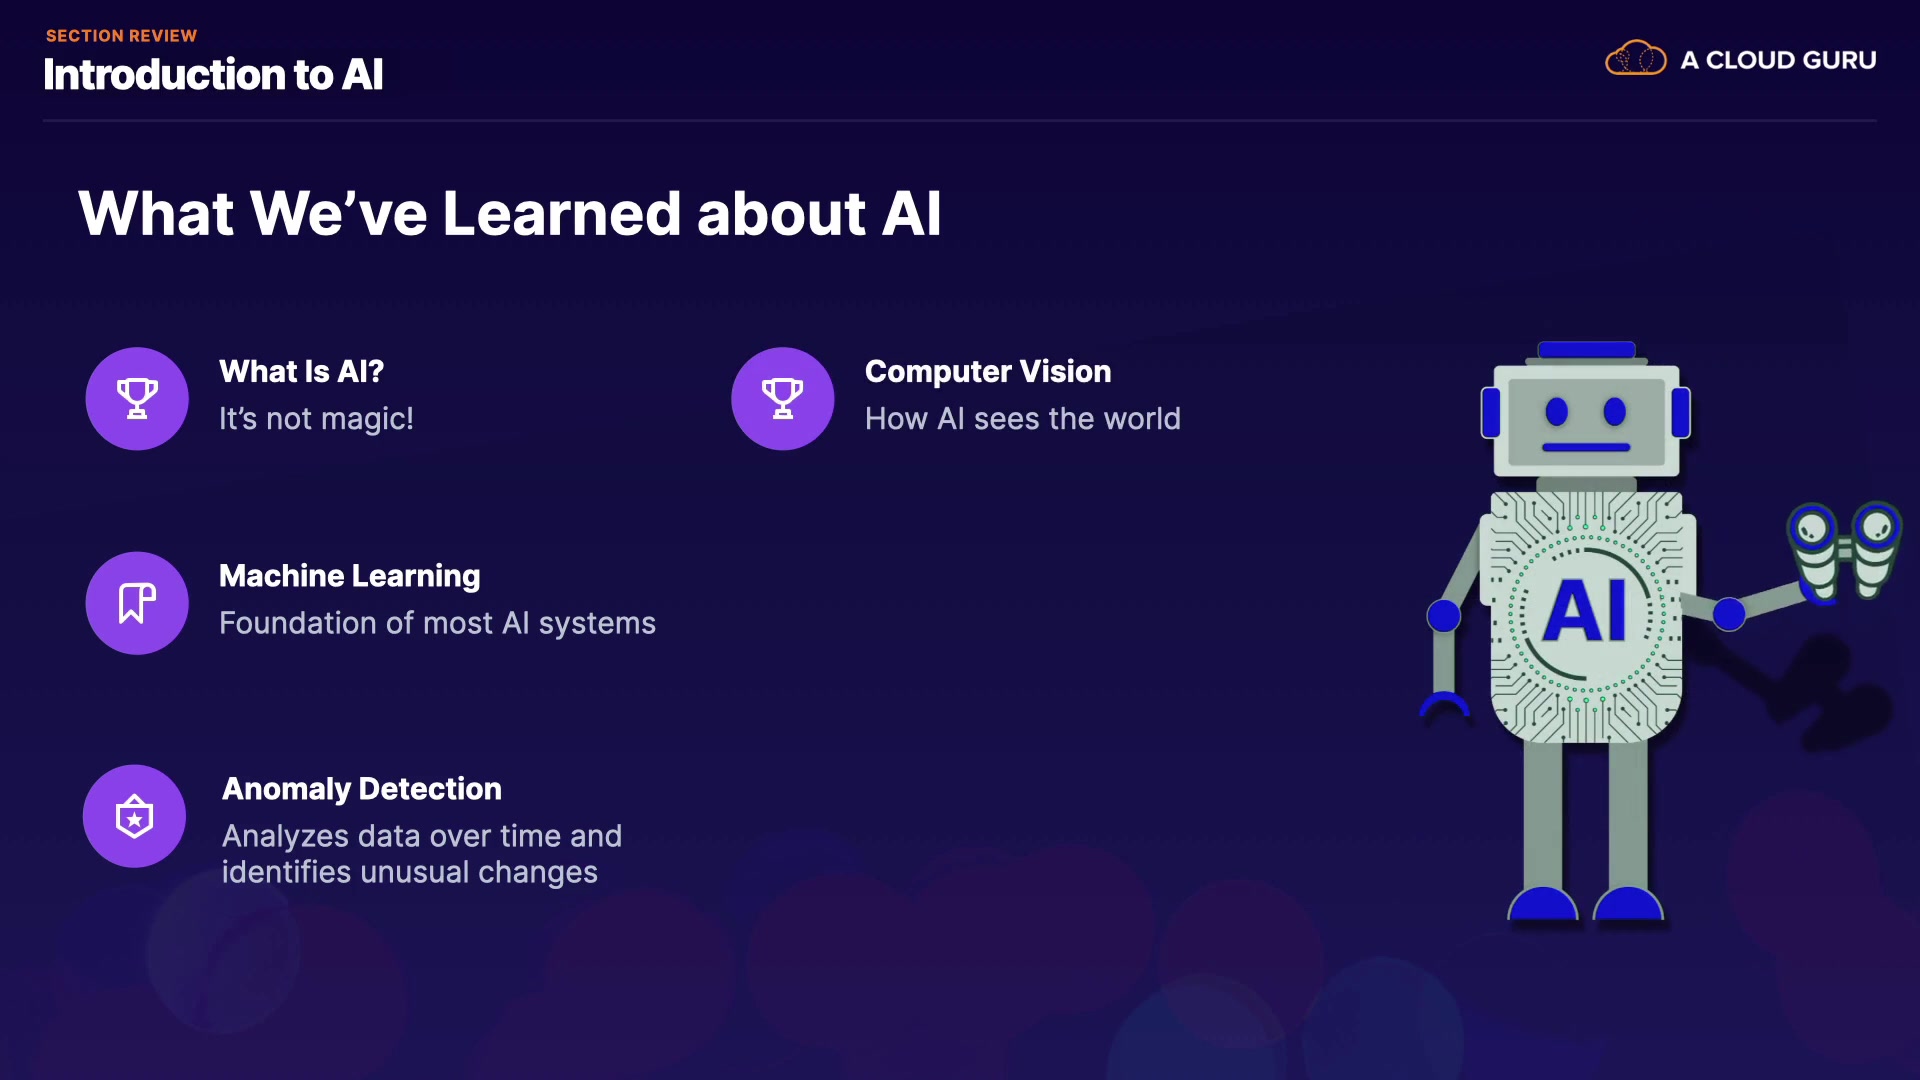 SECTION REVIEW
Introduction to AI
A CLOUD GURU
What We’ve Learned about AI
What Is AI?
It’s not magic!
Machine Learning
Foundation of most AI systems
Anomaly Detection
Analyzes data over time and
identifies unusual changes
Computer Vision
How AI sees the world
AI